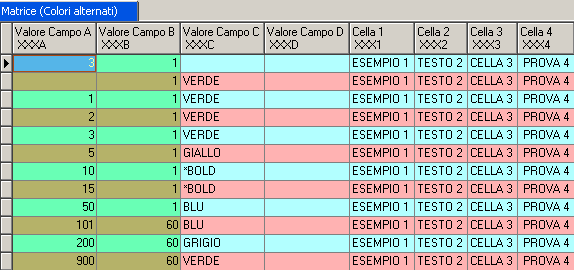 Matrice (Colori alternati)
Valore Campo A Valore Campo B Valore Campo C Valore Campo D Cella 1 Cella 2 Cella 3 Cella 4
XXXA XXXB XXXC XXXD XXX1 XXX2 XXX3 XXX4
3 1 ESEMPIO 1 TESTO 2 CELLA 3 PROVA 4
1 VERDE ESEMPIO 1 TESTO 2 CELLA 3 PROVA 4
1 1 VERDE ESEMPIO 1 TESTO 2 CELLA 3 PROVA 4
2 1 VERDE ESEMPIO 1 TESTO 2 CELLA 3 PROVA 4
3 1 VERDE ESEMPIO 1 TESTO 2 CELLA 3 PROVA 4
5 1 GIALLO ESEMPIO 1 TESTO 2 CELLA 3 PROVA 4
10 1 *BOLD ESEMPIO 1 TESTO 2 CELLA 3 PROVA 4
15 1 *BOLD ESEMPIO 1 TESTO 2 CELLA 3 PROVA 4
50 1 BLU ESEMPIO 1 TESTO 2 CELLA 3 PROVA 4
101 60 BLU ESEMPIO 1 TESTO 2 CELLA 3 PROVA 4
200 60 GRIGIO ESEMPIO 1 TESTO 2 CELLA 3 PROVA 4
900 60 VERDE ESEMPIO 1 TESTO 2 CELLA 3 PROVA 4